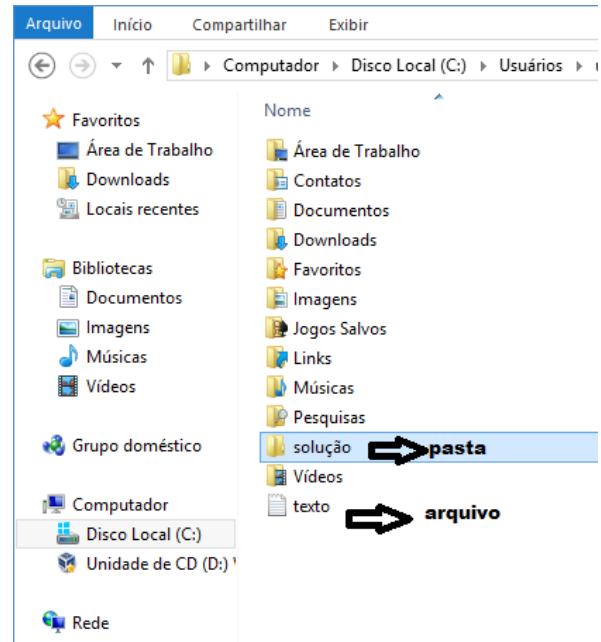 Arquivo Início Compartilhar Exibir
Computador Disco Local (C:) Usuários
Favoritos
Área de Trabalho
Downloads
Locais recentes
Bibliotecas
Documentos
Imagens
Músicas
Vídeos
Grupo doméstico
Computador
Disco Local (C:)
Unidade de CD (D:)
Rede
Nome
Área de Trabalho
Contatos
Documentos
Downloads
Favoritos
Imagens
Jogos Salvos
Links
Músicas
Pesquisas
solução pasta
Vídeos
texto arquivo